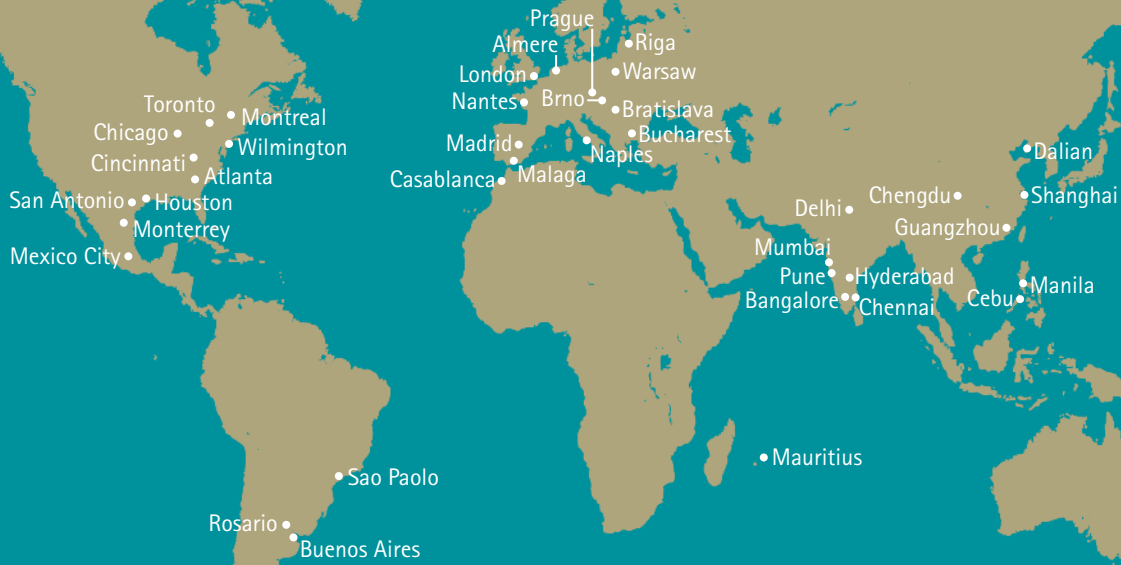 Prague
Almere
Riga
London
Warsaw
Nantes
Brno
Bratislava
Bucharest
Madrid
Naples
Malaga
Casablanca
Toronto
Montreal
Chicago
Wilmington
Cincinnati
Atlanta
San Antonio
Houston
Monterrey
Mexico City
Dalian
Chengdu
Shanghai
Delhi
Guangzhou
Mumbai
Pune
Hyderabad
Manila
Bangalore
Chennai
Cebu
Mauritius
Sao Paolo
Rosario
Buenos Aires